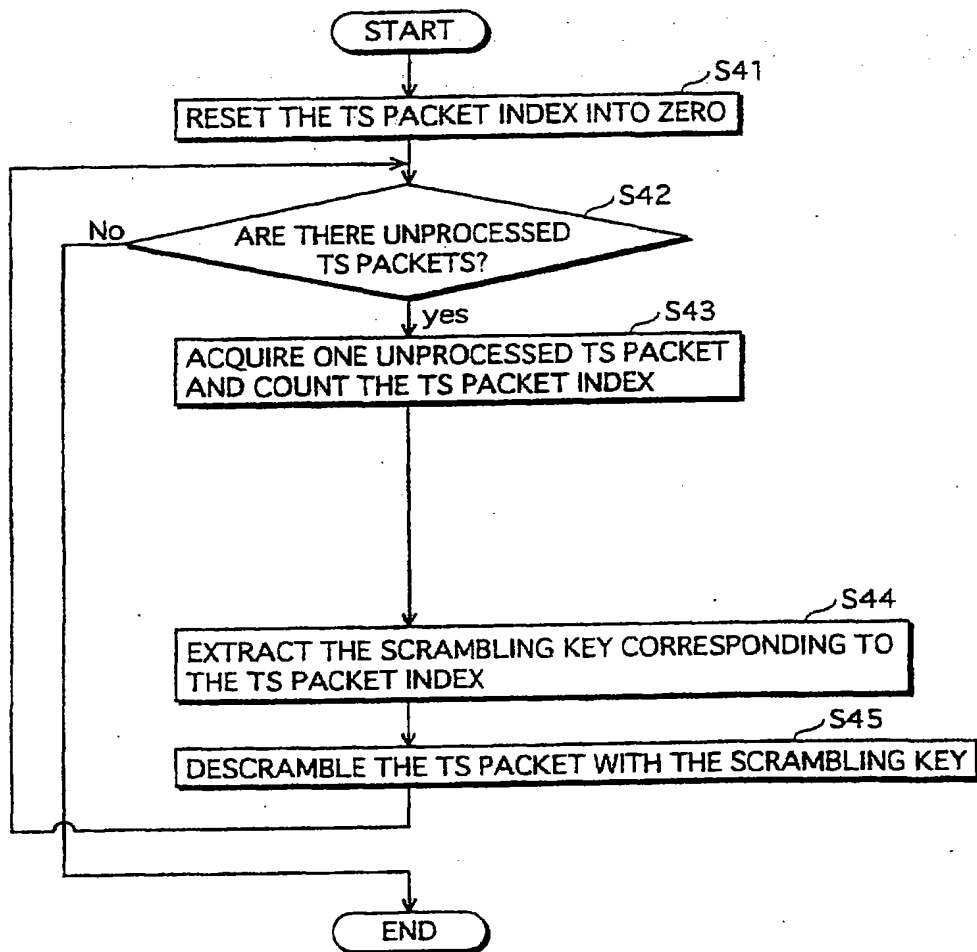 START
S41
RESET THE TS PACKET INDEX INTO ZERO
S42
No
ARE THERE UNPROCESSED
TS PACKETS?
yes
S43
ACQUIRE ONE UNPROCESSED TS PACKET
AND COUNT THE TS PACKET INDEX
S44
EXTRACT THE SCRAMBLING KEY CORRESPONDING TO
THE TS PACKET INDEX
S45
DESCRAMBLE THE TS PACKET WITH THE SCRAMBLING KEY
END